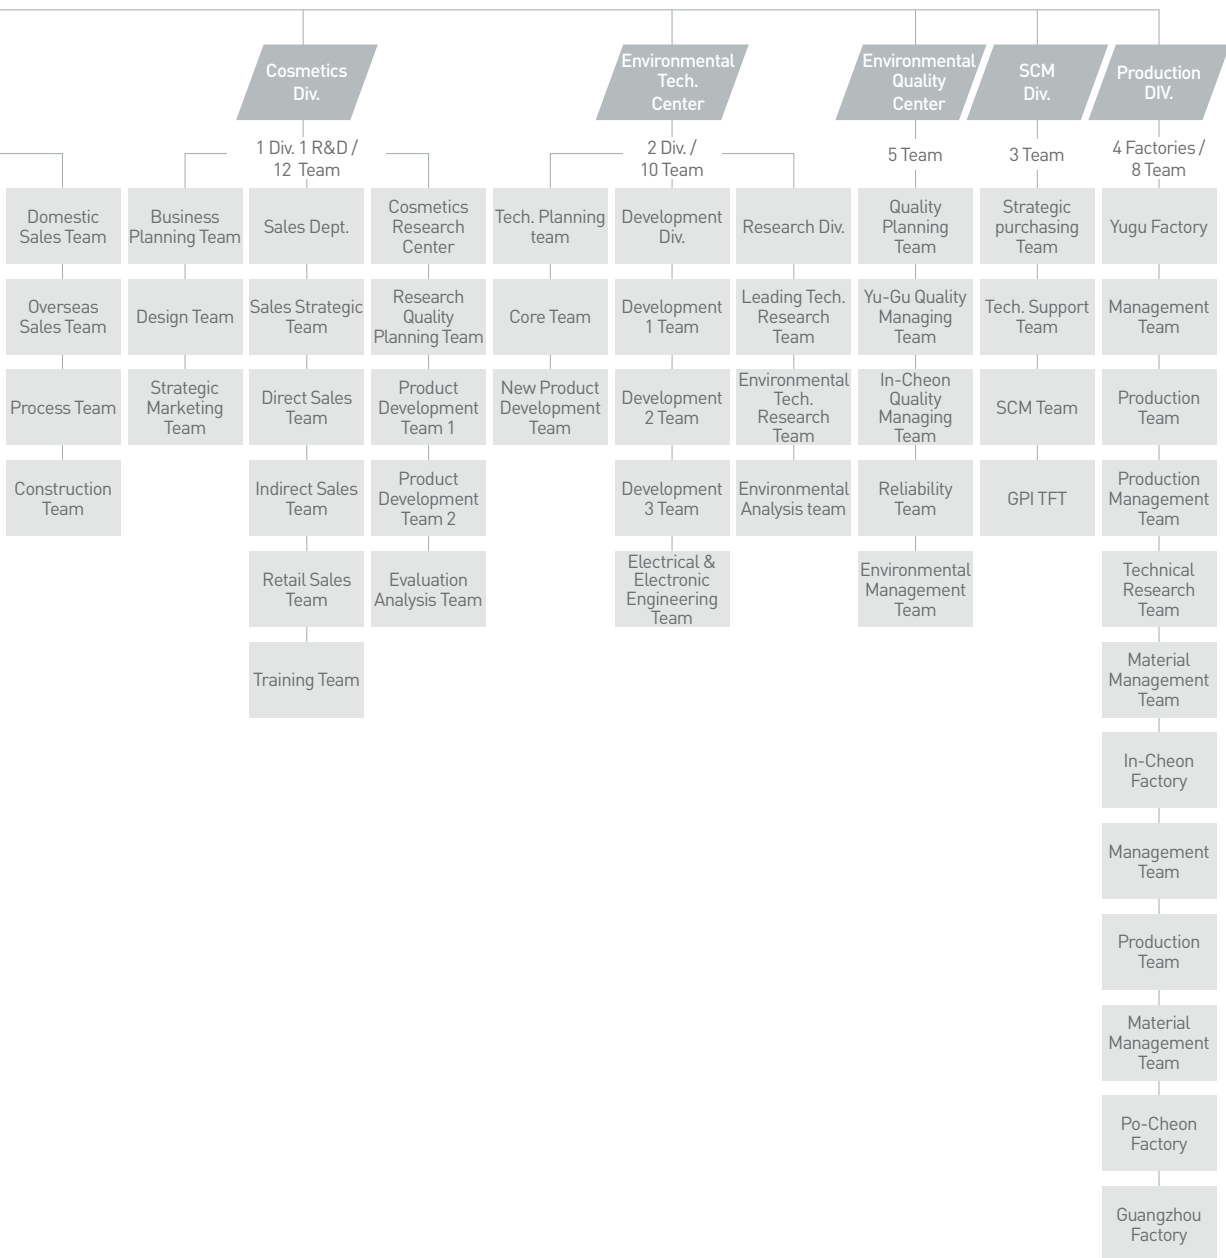 Cosmetics
Div.
Environmental
Tech.
Center
Environmental
Quality
Center
SCM
Div.
Production
DIV.
1 Div. 1 R&D /
12 Team
2 Div. /
10 Team
5 Team
3 Team
4 Factories /
8 Team
Domestic
Sales Team
Business
Planning Team
Sales Dept.
Cosmetics
Research
Center
Tech. Planning
team
Development
Div.
Research Div.
Quality
Planning
Team
Strategic
purchasing
Team
Yugu Factory
Overseas
Sales Team
Design Team
Sales Strategic
Team
Research
Quality
Planning Team
Core Team
Development
1 Team
Leading Tech.
Research
Team
Yu-Gu Quality
Managing
Team
Tech. Support
Team
Management
Team
Process Team
Strategic
Marketing
Team
Direct Sales
Team
Product
Development
Team 1
New Product
Development
Team
Development
2 Team
Environmental
Tech.
Research
Team
In-Cheon
Quality
Managing
Team
SCM Team
Production
Team
Construction
Team
Indirect Sales
Team
Product
Development
Team 2
Development
3 Team
Environmental
Analysis team
Reliability
Team
GPI TFT
Production
Management
Team
Retail Sales
Team
Evaluation
Analysis Team
Electrical &
Electronic
Engineering
Team
Environmental
Management
Team
Technical
Research
Team
Training Team
Material
Management
Team
In-Cheon
Factory
Management
Team
Production
Team
Material
Management
Team
Po-Cheon
Factory
Guangzhou
Factory